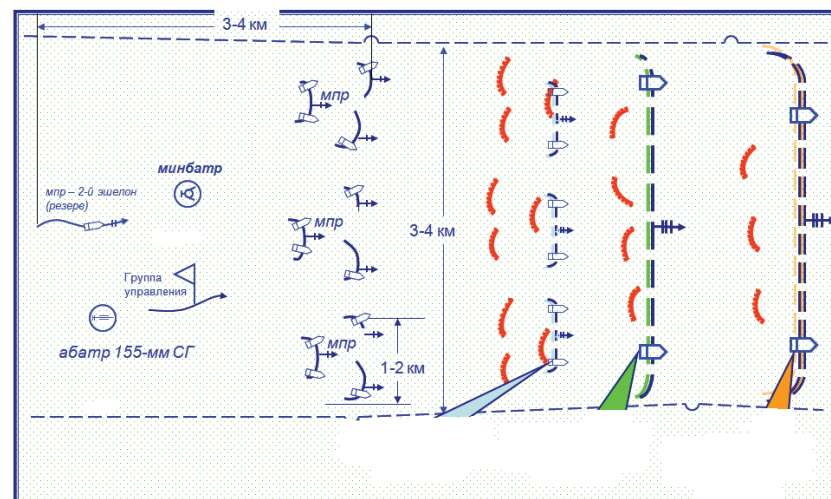 3-4 км
мпр
минбатр
мпр – 2-й эшелон
(резере)
мпр
3-4 км
Группа
управления
абатр 155-мм СГ
мпр
1-2 км